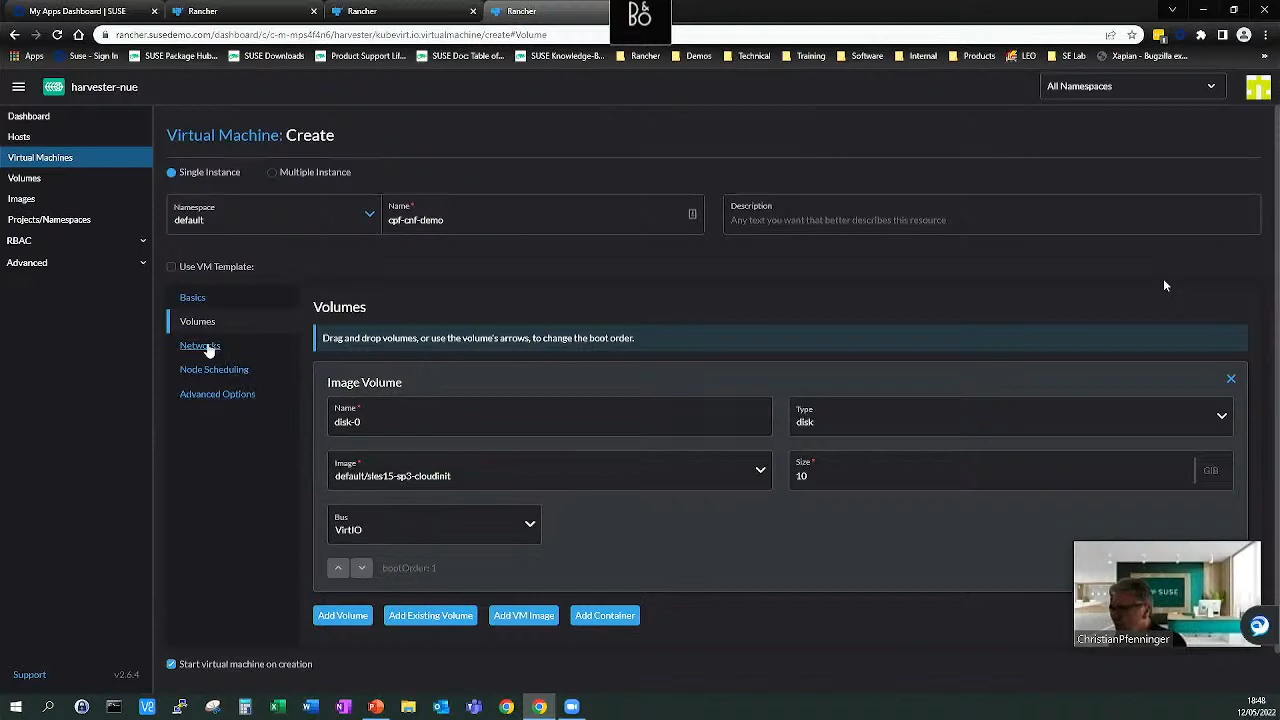 My Apps Dashboard | SUSE
Rancher
Rancher
Rancher
B&O
rancher.susedemo.com/dashboard/c/c-m-mps4f4n6/harvester/kubevirt.io.virtualmachine/create#Volume
Apps
Suse - Sign In
SUSE Package Hub...
SUSE Downloads
Product Support Lif...
SUSE Doc Table of...
SUSE Knowledge-B...
Rancher
Demos
Technical
Training
Software
Internal
Products
LEO
SE Lab
Xapian - Bugzilla ex...
harvester-nue
All Namespaces
Dashboard
Hosts
Virtual Machines
Volumes
Images
Projects/Namespaces
RBAC
Advanced
Virtual Machine: Create
Single Instance
Multiple Instance
Namespace
default
Name*
cpf-cnf-demo
Description
Any text you want that better describes this resource
Use VM Template:
Basics
Volumes
Networks
Node Scheduling
Advanced Options
Volumes
Drag and drop volumes, or use the volume's arrows, to change the boot order.
Image Volume
Name*
disk-0
Type
disk
Image*
default/sles15-sp3-cloudinit
Size*
10
GiB
Bus
VirtIO
bootOrder: 1
Add Volume
Add Existing Volume
Add VM Image
Add Container
SUSE
ChristianPfenninger
Start virtual machine on creation
Support
v2.6.4
18:48
12/05/2022